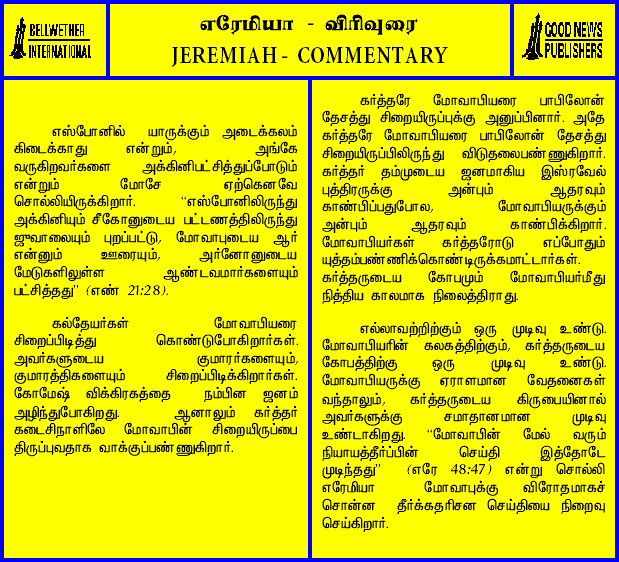 BELLWETHER
INTERNATIONAL
எரேமியா - விரிவுரை
JEREMIAH - COMMENTARY
GOOD NEWS
PUBLISHERS
எஸ்போனில் யாருக்கும் அடைக்கலம்
கிடைக்காது என்றும், அங்கே
வருகிறவர்களை அக்கினிபட்சித்துப்போடும்
என்றும் மோசே ஏற்கெனவே
சொல்லியிருக்கிறார். “எஸ்போனிலிருந்து
அக்கினியும் சீகோனுடைய பட்டணத்திலிருந்து
ஜுவாலையும் புறப்பட்டு, மோவாபுடைய ஆர்
என்னும் ஊரையும், அர்னோனுடைய
மேடுகளிலுள்ள ஆண்டவமார்களையும்
பட்சித்தது” (எண் 21:28).
கல்தேயர்கள் மோவாபியரை
சிறைப்பிடித்து கொண்டுபோகிறார்கள்.
அவர்களுடைய குமாரர்களையும்,
குமாரத்திகளையும் சிறைப்பிடிக்கிறார்கள்.
கோமேஷ் விக்கிரகத்தை நம்பின ஜனம்
அழிந்துபோகிறது. ஆனாலும் கர்த்தர்
கடைசிநாளிலே மோவாபின் சிறையிருப்பை
திருப்புவதாக வாக்குப்பண்ணுகிறார்.
கர்த்தரே மோவாபியரை பாபிலோன்
தேசத்து சிறையிருப்புக்கு அனுப்பினார். அதே
கர்த்தரே மோவாபியரை பாபிலோன் தேசத்து
சிறையிருப்பிலிருந்து விடுதலைபண்ணுகிறார்.
கர்த்தர் தம்முடைய ஜனமாகிய இஸ்ரவேல்
புத்திரருக்கு அன்பும் ஆதரவும்
காண்பிப்பதுபோல, மோவாபியருக்கும்
அன்பும் ஆதரவும் காண்பிக்கிறார்.
மோவாபியர்கள் கர்த்தரோடு எப்போதும்
யுத்தம்பண்ணிக்கொண்டிருக்கமாட்டார்கள்.
கர்த்தருடைய கோபமும் மோவாபியர்மீது
நித்திய காலமாக நிலைத்திராது.
எல்லாவற்றிற்கும் ஒரு முடிவு உண்டு.
மோவாபியரின் கலகத்திற்கும், கர்த்தருடைய
கோபத்திற்கு ஒரு முடிவு உண்டு.
மோவாபியருக்கு ஏராளமான வேதனைகள்
வந்தாலும், கர்த்தருடைய கிருபையினால்
அவர்களுக்கு சமாதானமான முடிவு
உண்டாகிறது. “மோவாபின் மேல் வரும்
நியாயத்தீர்ப்பின் செய்தி இத்தோடே
முடிந்தது” (எரே 48:47) என்று சொல்லி
எரேமியா மோவாபுக்கு விரோதமாகச்
சொன்ன தீர்க்கதரிசன செய்தியை நிறைவு
செய்கிறார்.